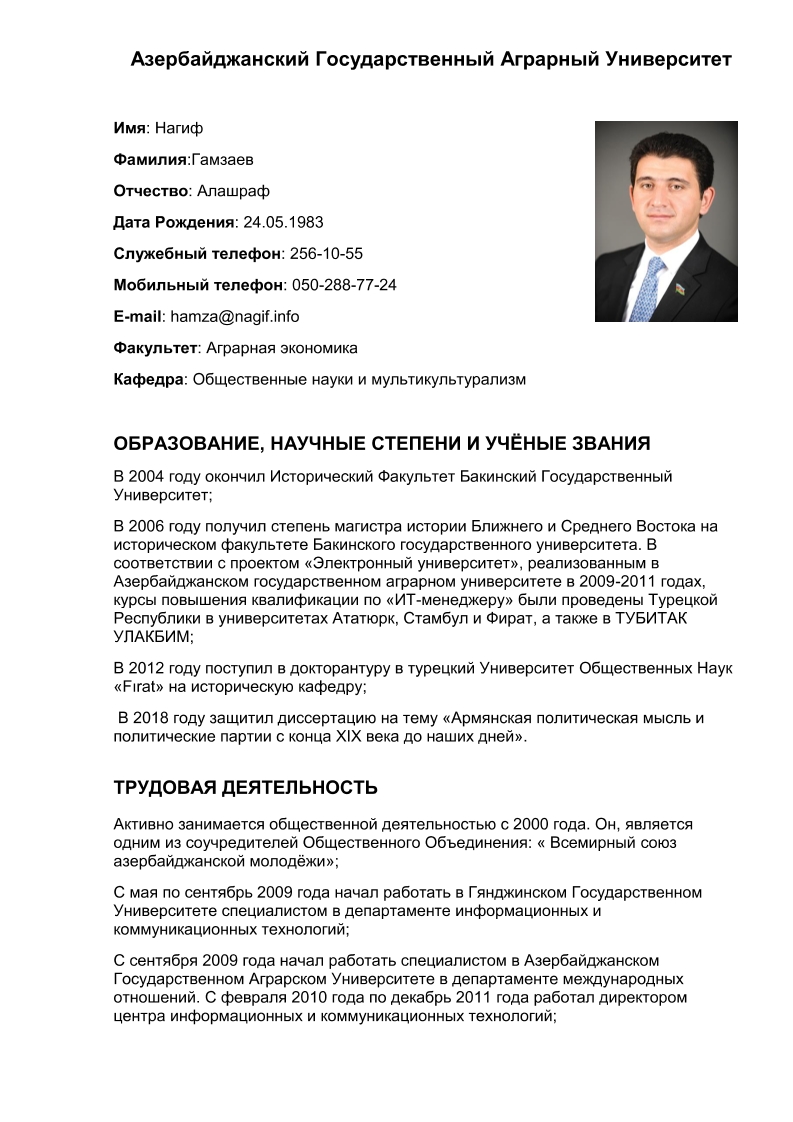 Азербайджанский Государственный Аграрный Университет
Имя: Нагиф
Фамилия:Гамзаев
Отчество: Алашраф
Дата Рождения: 24.05.1983
Служебный телефон: 256-10-55
Мобильный телефон: 050-288-77-24
E-mail: hamza@nagif.info
Факультет: Аграрная экономика
Кафедра: Общественные науки и мультикультурализм
ОБРАЗОВАНИЕ, НАУЧНЫЕ СТЕПЕНИ И УЧЁНЫЕ ЗВАНИЯ
В 2004 году окончил Исторический Факультет Бакинский Государственный
Университет;
В 2006 году получил степень магистра истории Ближнего и Среднего Востока на
историческом факультете Бакинского государственного университета. В
соответствии с проектом «Электронный университет», реализованным в
Азербайджанском государственном аграрном университете в 2009-2011 годах,
курсы повышения квалификации по «ИТ-менеджеру» были проведены Турецкой
Республики в университетах Ататюрк, Стамбул и Фират, а также в ТУБИТАК
УЛАКБИМ;
В 2012 году поступил в докторантуру в турецкий Университет Общественных Наук
«Fırat» на историческую кафедру;
В 2018 году защитил диссертацию на тему «Армянская политическая мысль и
политические партии с конца XIX века до наших дней».
ТРУДОВАЯ ДЕЯТЕЛЬНОСТЬ
Активно занимается общественной деятельностью с 2000 года. Он, является
одним из соучредителей Общественного Объединения: « Всемирный союз
азербайджанской молодёжи»;
С мая по сентябрь 2009 года начал работать в Гянджинском Государственном
Университете специалистом в департаменте информационных и
коммуникационных технологий;
С сентября 2009 года начал работать специалистом в Азербайджанском
Государственном Аграрском Университете в департаменте международных
отношений. С февраля 2010 года по декабрь 2011 года работал директором
центра информационных и коммуникационных технологий;